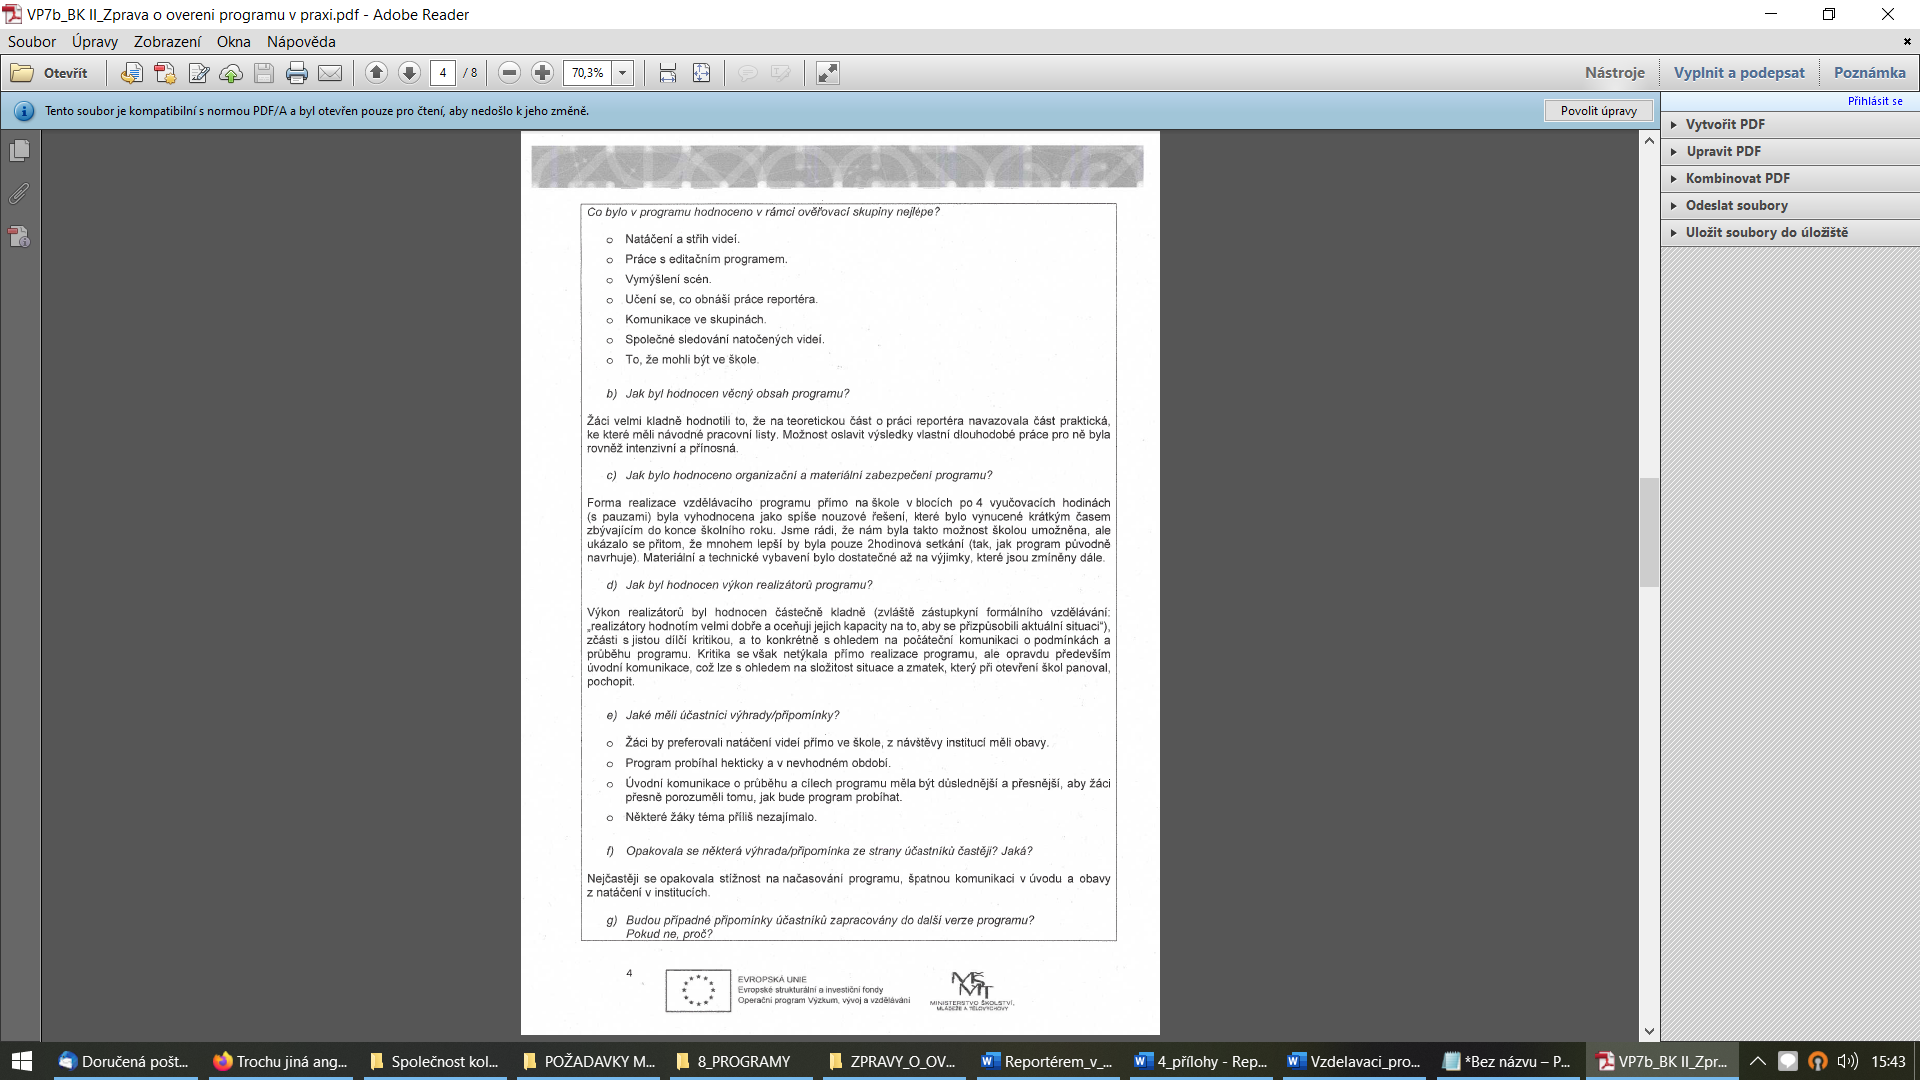 VP7b_BK II_Zprava o overeni programu v praxi.pdf - Adobe Reader
Soubor Úpravy Zobrazení Okna Nápověda
Otevřít 4 / 8 70,3% Nástroje Vyplnit a podepsat Poznámka
Tento soubor je kompatibilní s normou PDF/A a byl otevřen pouze pro čtení, aby nedošlo k jeho změně. Povolit úpravy
Přihlásit se
Vytvořit PDF
Upravit PDF
Kombinovat PDF
Odeslat soubory
Uložit soubory do úložiště
Co bylo v programu hodnoceno v rámci ověřovací skupiny nejlépe?
o Natáčení a střih videí.
o Práce s editačním programem.
o Vymýšlení scén.
o Učení se, co obnáší práce reportéra.
o Komunikace ve skupinách.
o Společné sledování natočených videí.
o To, že mohli být ve škole.
b) Jak byl hodnocen věcný obsah programu?
Žáci velmi kladně hodnotili to, že na teoretickou část o práci reportéra navazovala část praktická,
ke které měli návodné pracovní listy. Možnost oslavit výsledky vlastní dlouhodobé práce pro ně byla
rovněž intenzivní a přínosná.
c) Jak bylo hodnoceno organizační a materiální zabezpečení programu?
Forma realizace vzdělávacího programu přímo na škole v blocích po 4 vyučovacích hodinách
(s pauzami) byla vyhodnocena jako spíše nouzové řešení, které bylo vynucené krátkým časem
zbývajícím do konce školního roku. Jsme rádi, že nám byla takto možnost školou umožněna, ale
ukázalo se přitom, že mnohem lepší by byla pouze 2hodinová setkání (tak, jak program původně
navrhuje). Materiální a technické vybavení bylo dostatečné až na výjimky, které jsou zmíněny dále.
d) Jak byl hodnocen výkon realizátorů programu?
Výkon realizátorů byl hodnocen částečně kladně (zvláště zástupkyní formálního vzdělávání:
„realizátory hodnotím velmi dobře a oceňuji jejich kapacity na to, aby se přizpůsobili aktuální situaci“),
zčásti s jistou dílčí kritikou, a to konkrétně s ohledem na počáteční komunikaci o podmínkách a
průběhu programu. Kritika se však netýkala přímo realizace programu, ale opravdu především
úvodní komunikace, což lze s ohledem na složitost situace a zmatek, který při otevření škol panoval,
pochopit.
e) Jaké měli účastníci výhrady/připomínky?
o Žáci by preferovali natáčení videí přímo ve škole, z návštěvy institucí měli obavy.
o Program probíhal hekticky a v nevhodném období.
o Úvodní komunikace o průběhu a cílech programu měla být důslednější a přesnější, aby žáci
přesně porozuměli tomu, jak bude program probíhat.
o Některé žáky téma příliš nezajímalo.
f) Opakovala se některá výhrada/připomínka ze strany účastníků častěji? Jaká?
Nejčastěji se opakovala stížnost na načasování programu, špatnou komunikaci v úvodu a obavy
z natáčení v institucích.
g) Budou případné připomínky účastníků zapracovány do další verze programu?
Pokud ne, proč?
4
EVROPSKÁ UNIE
Evropské strukturální a investiční fondy
Operační program Výzkum, vývoj a vzdělávání
MŠMT
MINISTERSTVO ŠKOLSTVÍ,
MLÁDEŽE A TĚLOVÝCHOVY
Doručená pošt... Trochu jiná ang... Společnost kol... POŽADAVKY M... 8_PROGRAMY ZPRAVY_O_OV... Reportérem_v_... 4_přílohy - Rep... Vzdelavaci_pro... *Bez názvu – P... VP7b_BK II_Zpr... 15:43